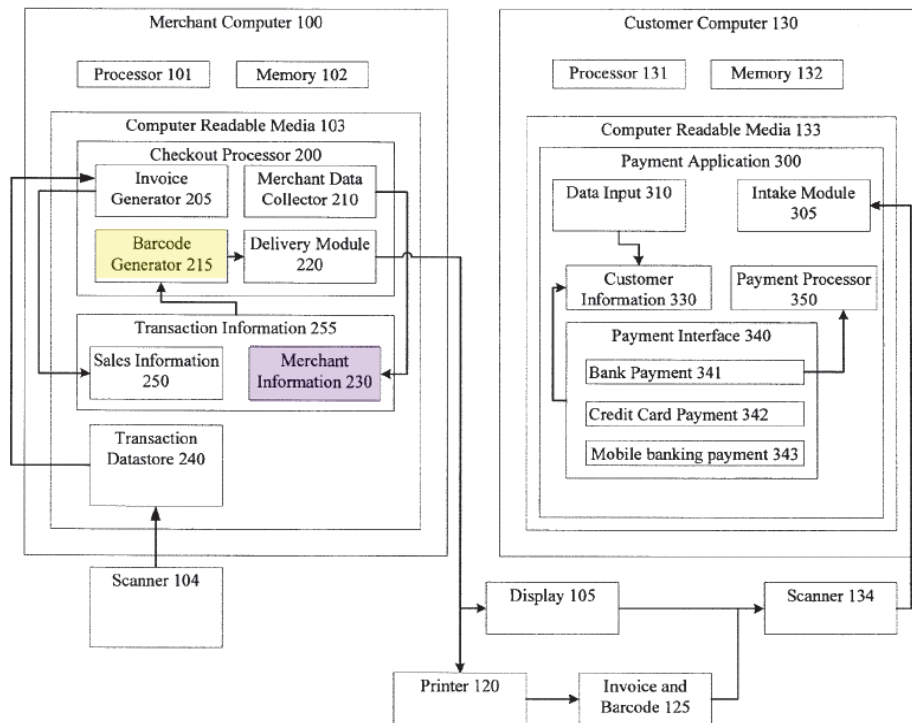 Merchant Computer 100
Processor 101
Memory 102
Computer Readable Media 103
Checkout Processor 200
Invoice
Generator 205
Merchant Data
Collector 210
Barcode
Generator 215
Delivery Module
220
Transaction Information 255
Sales Information
250
Merchant
Information 230
Transaction
Datastore 240
Scanner 104
Customer Computer 130
Processor 131
Memory 132
Computer Readable Media 133
Payment Application 300
Data Input 310
Intake Module
305
Customer
Information 330
Payment Processor
350
Payment Interface 340
Bank Payment 341
Credit Card Payment 342
Mobile banking payment 343
Display 105
Scanner 134
Printer 120
Invoice and
Barcode 125